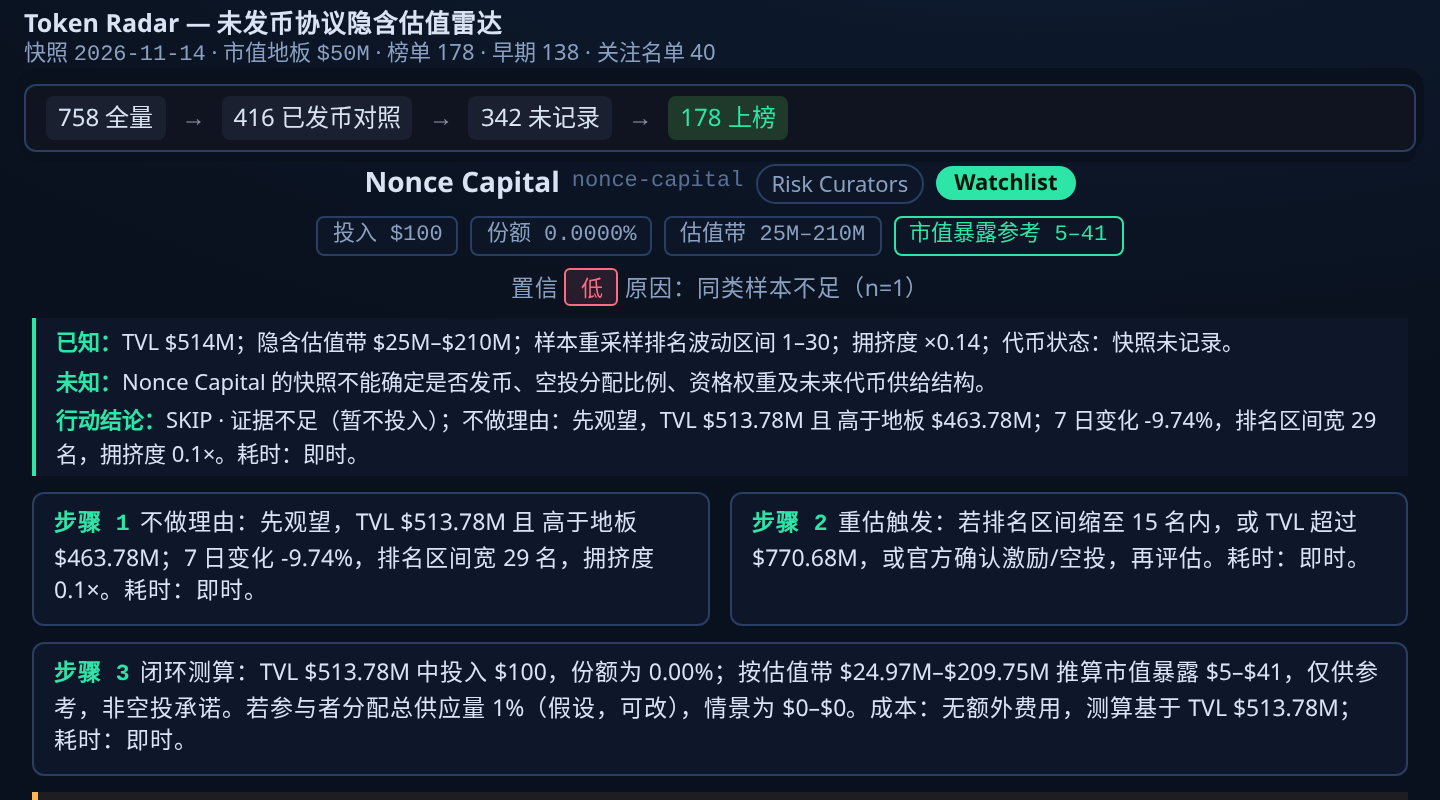 Token Radar — 未发币协议隐含估值雷达
快照 2026-11-14 · 市值地板 $50M · 榜单 178 · 早期 138 · 关注名单 40
758 全量 → 416 已发币对照 → 342 未记录 → 178 上榜
Nonce Capital nonce-capital Risk Curators Watchlist
投入 $100 份额 0.0000% 估值带 25M–210M 市值暴露参考 5–41
置信 低 原因：同类样本不足（n=1）
已知：TVL $514M；隐含估值带 $25M–$210M；样本重采样排名波动区间 1–30；拥挤度 ×0.14；代币状态：快照未记录。
未知：Nonce Capital 的快照不能确定是否发币、空投分配比例、资格权重及未来代币供给结构。
行动结论：SKIP · 证据不足（暂不投入）；不做理由：先观望，TVL $513.78M 且 高于地板 $463.78M；7 日变化 -9.74%，排名区间宽 29
名，拥挤度 0.1×。耗时：即时。
步骤 1 不做理由：先观望，TVL $513.78M 且 高于地板
$463.78M；7 日变化 -9.74%，排名区间宽 29 名，拥挤度
0.1×。耗时：即时。
步骤 2 重估触发：若排名区间缩至 15 名内，或 TVL 超过
$770.68M，或官方确认激励/空投，再评估。耗时：即时。
步骤 3 闭环测算：TVL $513.78M 中投入 $100，份额为 0.00%；按估值带 $24.97M–$209.75M 推算市值暴露 $5–$41，仅供参
考，非空投承诺。若参与者分配总供应量 1%（假设，可改），情景为 $0–$0。成本：无额外费用，测算基于 TVL $513.78M；
耗时：即时。